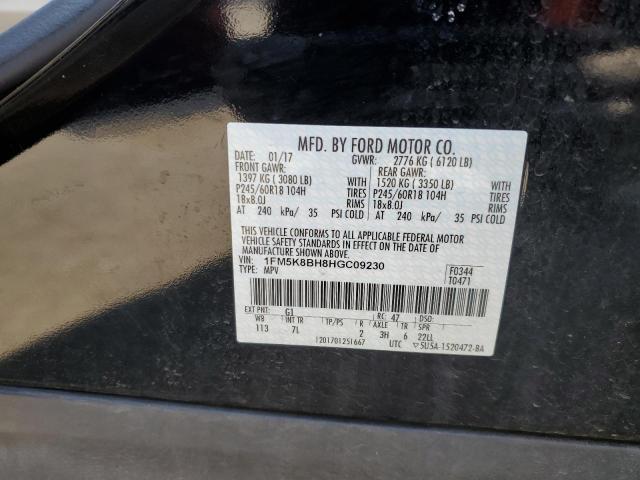 MFD. BY FORD MOTOR CO.
DATE: 01/17 GVWR: 2776 KG ( 6120 LB)
FRONT GAWR: REAR GAWR:
1397 KG ( 3080 LB) WITH 1520 KG ( 3350 LB) WITH
P245/60R18 104H TIRES P245/60R18 104H TIRES
18x8.0J RIMS 18x8.0J RIMS
AT 240 kPa/ 35 PSI COLD AT 240 kPa/ 35 PSI COLD
THIS VEHICLE CONFORMS TO ALL APPLICABLE FEDERAL MOTOR
VEHICLE SAFETY STANDARDS IN EFFECT ON THE DATE OF
MANUFACTURE SHOWN ABOVE.
VIN: 1FM5K8BH8HGC09230 F0344
TYPE: MPV T0471
EXT PNT: G1 RC: 47 DSO:
WB INT TR TP/PS R AXLE TR SPR
113 7L 2 3H 6 22LL
1201701251667 UTC ▽5U5A-1520472-BA